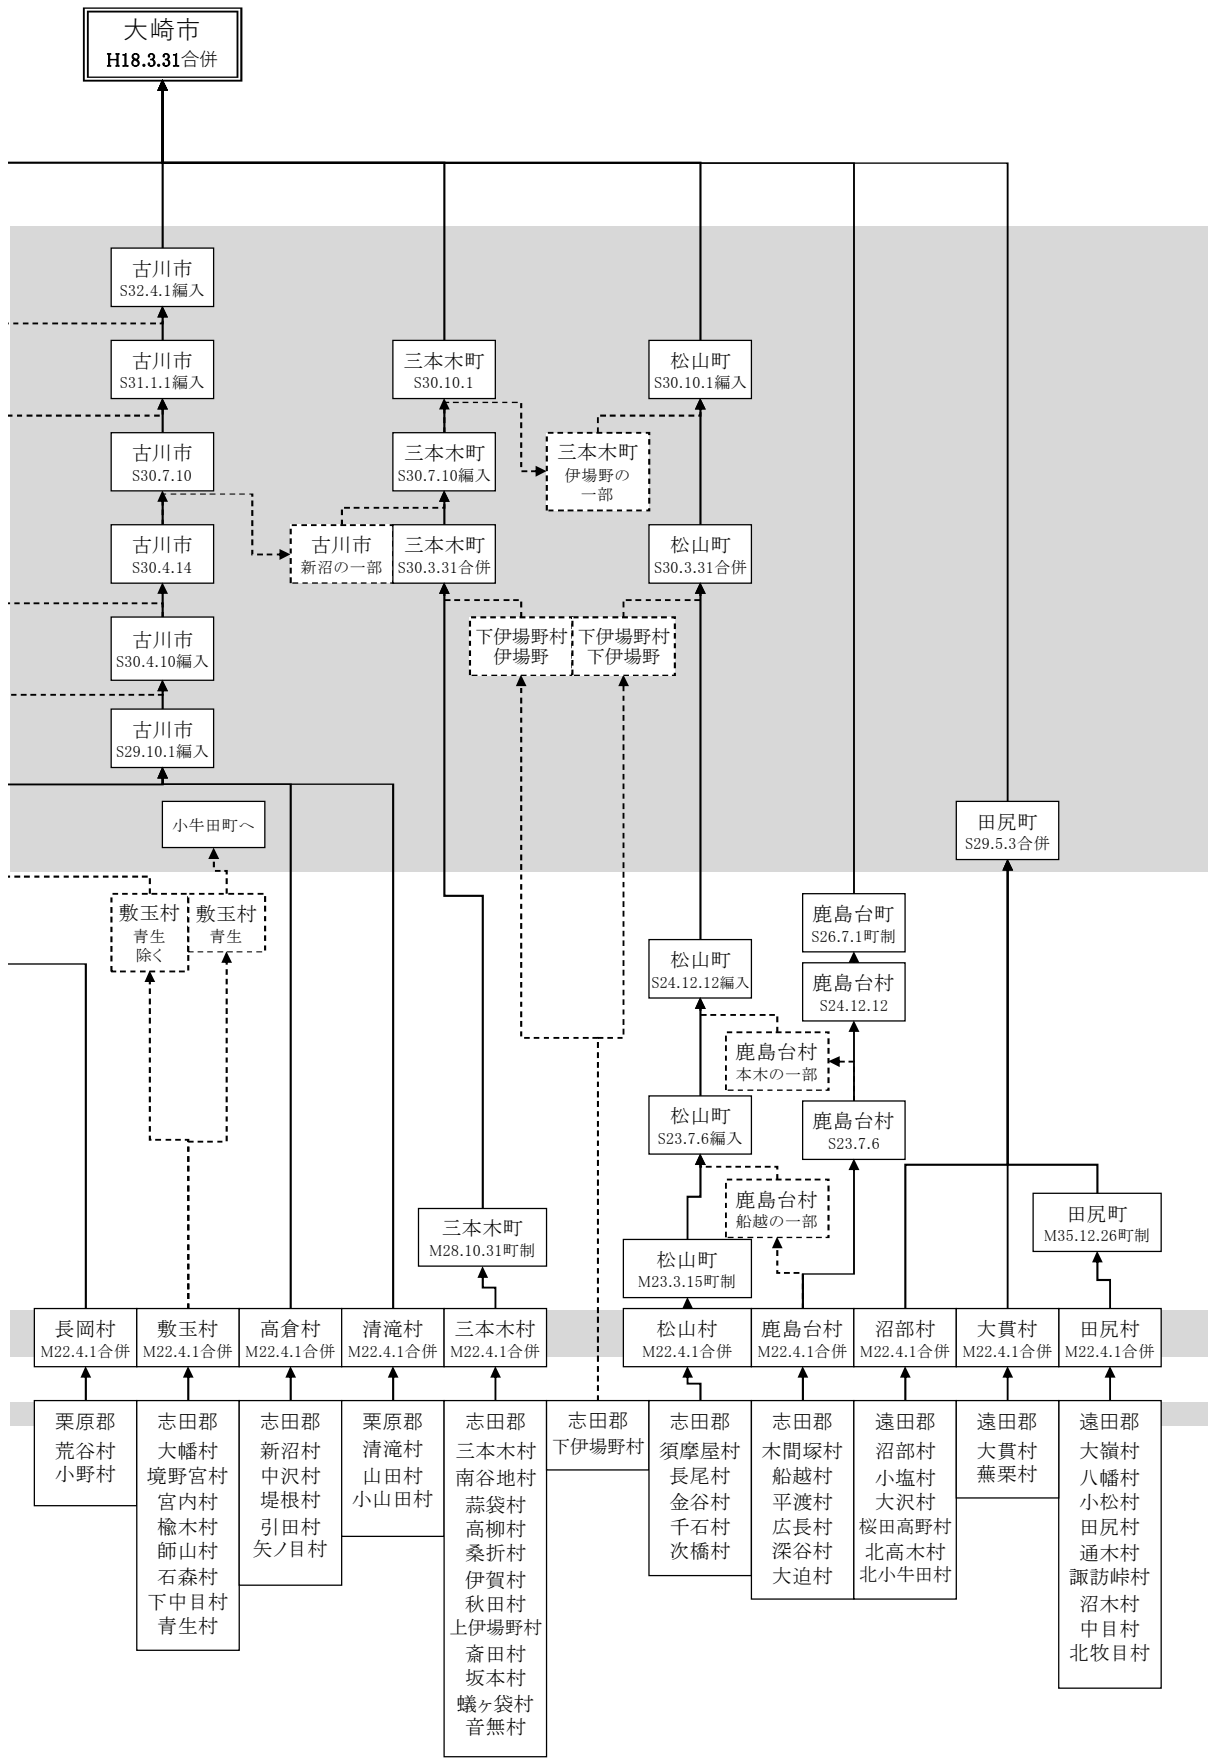 大崎市
H18.3.31合併
古川市
S32.4.1編入
古川市
S31.1.1編入
三本木町
S30.10.1
松山町
S30.10.1編入
古川市
S30.7.10
三本木町
S30.7.10編入
三本木町
伊場野の
一部
古川市
S30.4.14
古川市
新沼の一部
三本木町
S30.3.31合併
松山町
S30.3.31合併
古川市
S30.4.10編入
下伊場野村
伊場野
下伊場野村
下伊場野
古川市
S29.10.1編入
小牛田町へ
田尻町
S29.5.3合併
敷玉村
青生
除く
敷玉村
青生
鹿島台町
S26.7.1町制
松山町
S24.12.12編入
鹿島台村
S24.12.12
鹿島台村
本木の一部
松山町
S23.7.6編入
鹿島台村
S23.7.6
鹿島台村
船越の一部
三本木町
M28.10.31町制
田尻町
M35.12.26町制
松山町
M23.3.15町制
長岡村
M22.4.1合併
敷玉村
M22.4.1合併
高倉村
M22.4.1合併
清滝村
M22.4.1合併
三本木村
M22.4.1合併
松山村
M22.4.1合併
鹿島台村
M22.4.1合併
沼部村
M22.4.1合併
大貫村
M22.4.1合併
田尻村
M22.4.1合併
栗原郡
荒谷村
小野村
志田郡
大幡村
境野宮村
宮内村
楡木村
師山村
石森村
下中目村
青生村
志田郡
新沼村
中沢村
堤根村
引田村
矢ノ目村
栗原郡
清滝村
山田村
小山田村
志田郡
三本木村
南谷地村
蒜袋村
高柳村
桑折村
伊賀村
秋田村
上伊場野村
斎田村
坂本村
蟻ヶ袋村
音無村
志田郡
下伊場野村
志田郡
須摩屋村
長尾村
金谷村
千石村
次橋村
志田郡
木間塚村
船越村
平渡村
広長村
深谷村
大迫村
遠田郡
沼部村
小塩村
大沢村
桜田高野村
北高木村
北小牛田村
遠田郡
大貫村
蕪栗村
遠田郡
大嶺村
八幡村
小松村
田尻村
通木村
諏訪峠村
沼木村
中目村
北牧目村